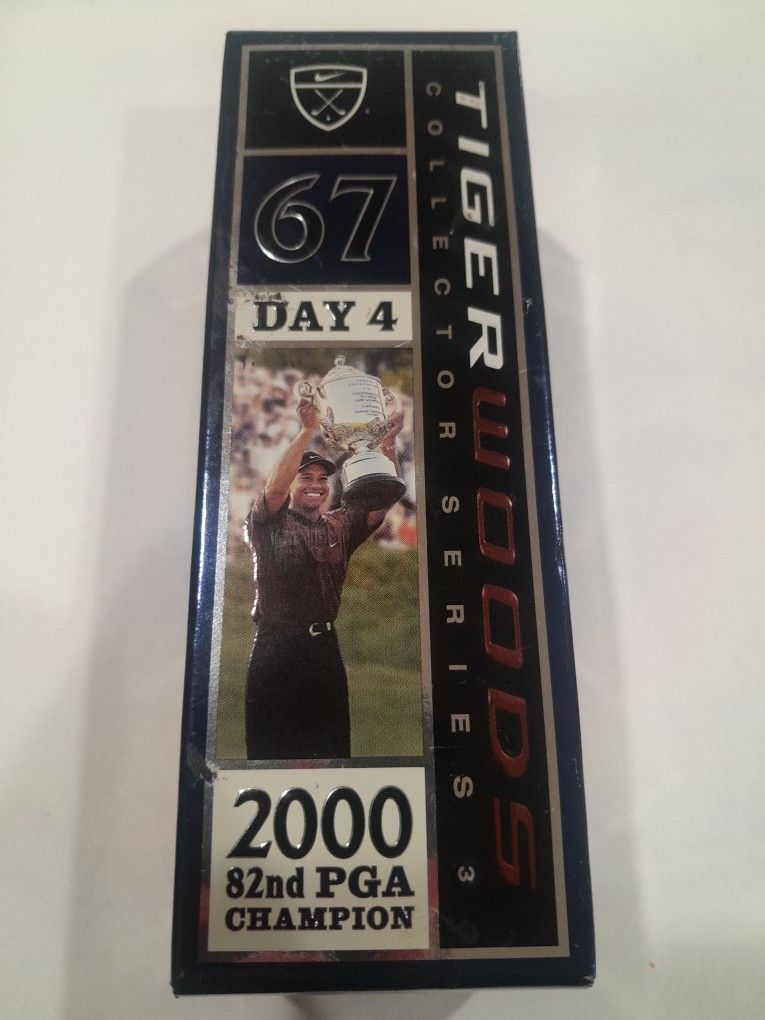 67
DAY 4
2000
82nd PGA
CHAMPION
TIGER WOODS
COLLECTOR SERIES 3